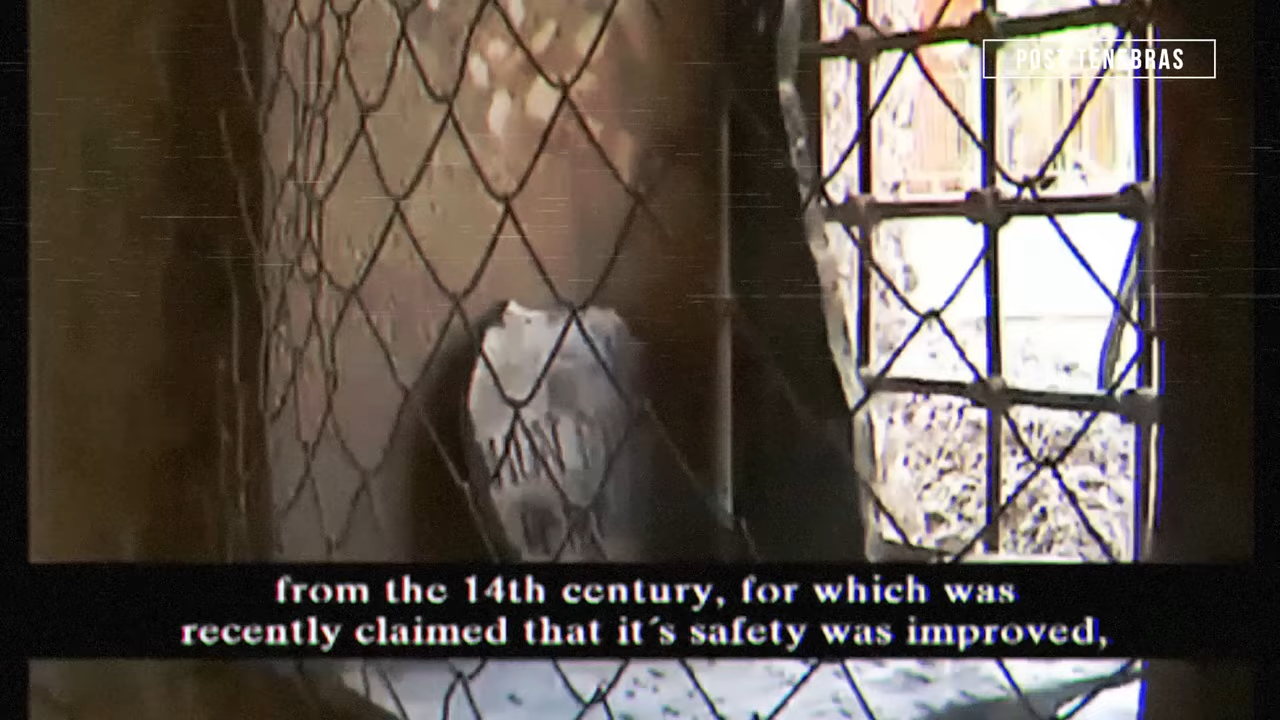 POST TENEBRAS
from the 14th century, for which was
recently claimed that it´s safety was improved,